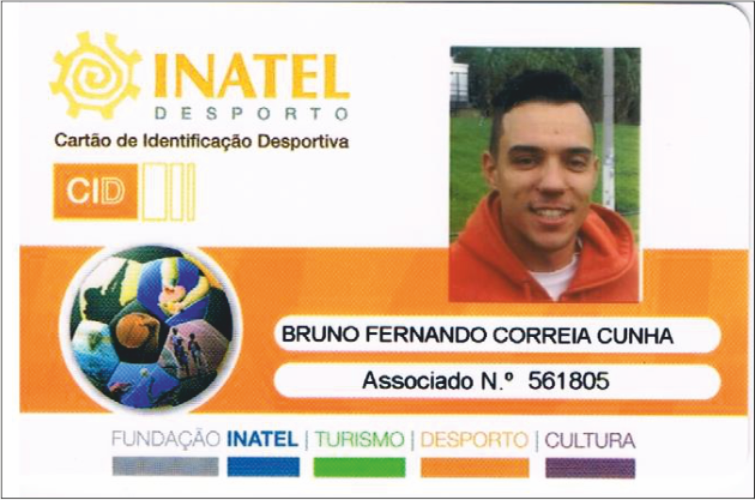 INATEL
DESPORTO
Cartão de Identificação Desportiva
CID
BRUNO FERNANDO CORREIA CUNHA
Associado N.º 561805
FUNDAÇÃO INATEL | TURISMO | DESPORTO | CULTURA